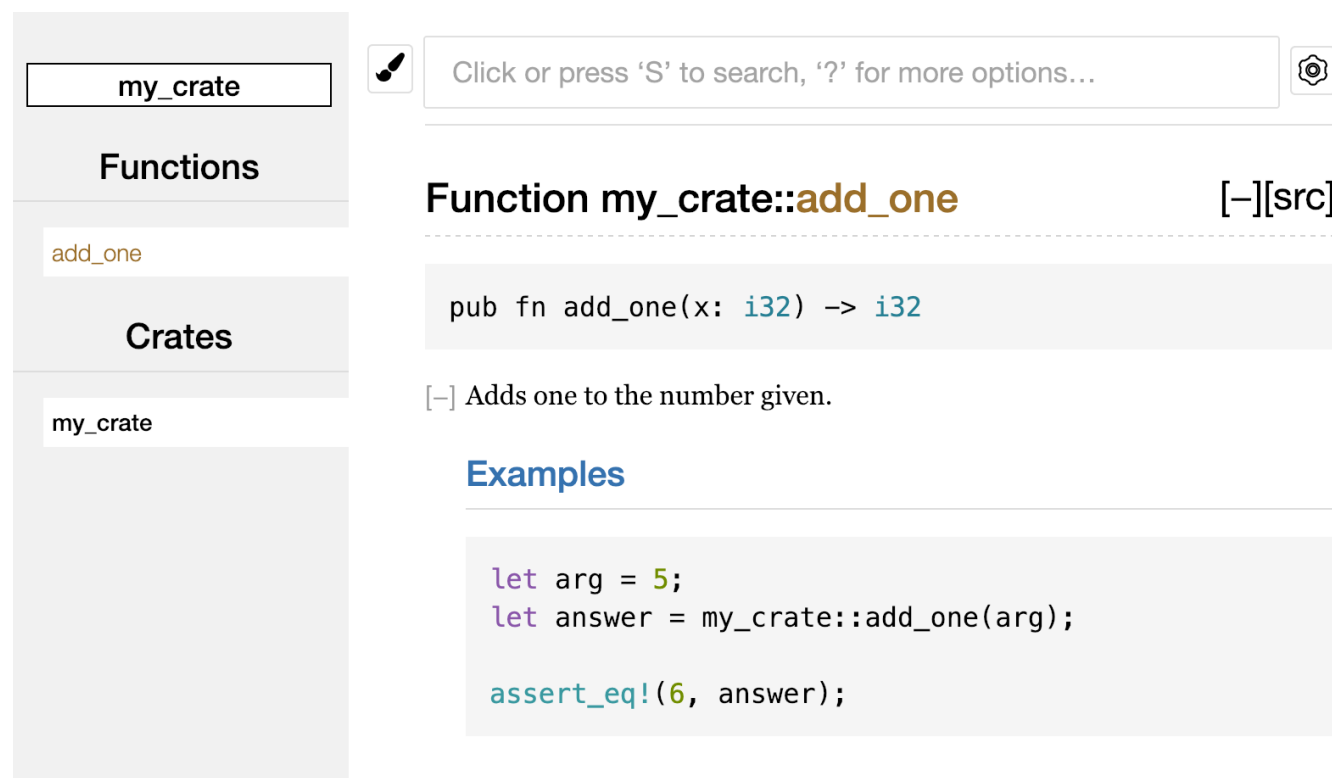 my_crate
Functions
add_one
Crates
my_crate
Click or press ‘S’ to search, ‘?’ for more options…
Function my_crate::add_one [−][src]
pub fn add_one(x: i32) -> i32
[−] Adds one to the number given.
Examples
let arg = 5;
let answer = my_crate::add_one(arg);
assert_eq!(6, answer);